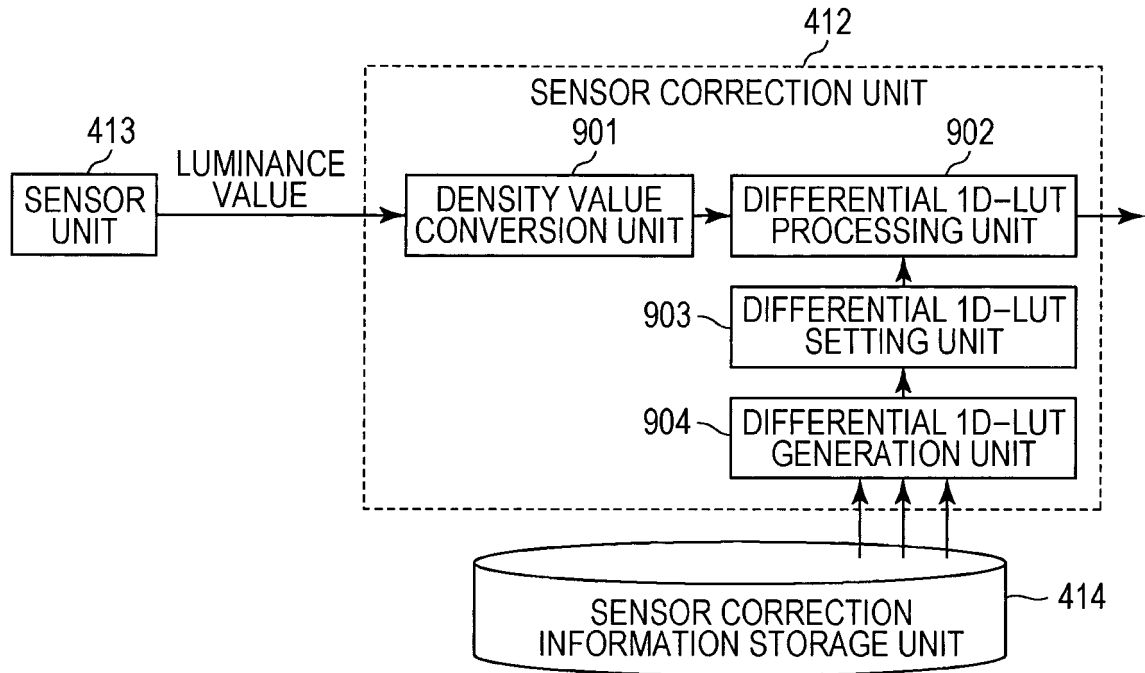 412
SENSOR CORRECTION UNIT
413
901
902
LUMINANCE
VALUE
SENSOR
UNIT
DENSITY VALUE
CONVERSION UNIT
DIFFERENTIAL 1D-LUT
PROCESSING UNIT
903
DIFFERENTIAL 1D-LUT
SETTING UNIT
904
DIFFERENTIAL 1D-LUT
GENERATION UNIT
SENSOR CORRECTION
INFORMATION STORAGE UNIT
414